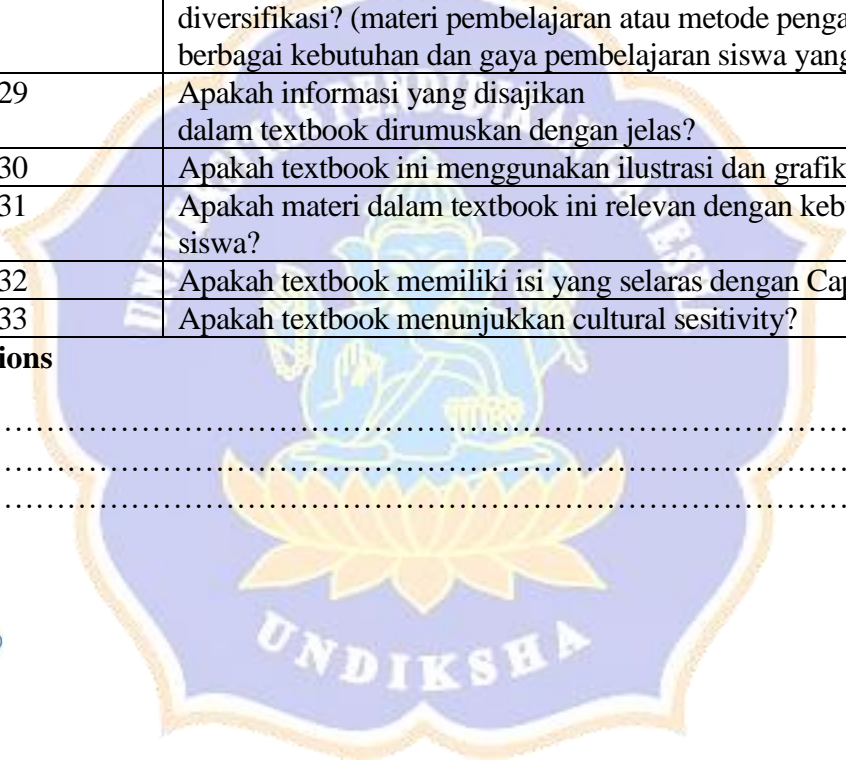 diversifikasi? (materi pembelajaran atau metode penga
berbagai kebutuhan dan gaya pembelajaran siswa yang
29 Apakah informasi yang disajikan
dalam textbook dirumuskan dengan jelas?
30 Apakah textbook ini menggunakan ilustrasi dan grafik
31 Apakah materi dalam textbook ini relevan dengan keb
siswa?
32 Apakah textbook memiliki isi yang selaras dengan Ca
33 Apakah textbook menunjukkan cultural sesitivity?
ions
………………………………………………………………
………………………………………………………………
………………………………………………………………
UNIVERSITAS PENDIDIKAN GANESHA
UNDIKSHA